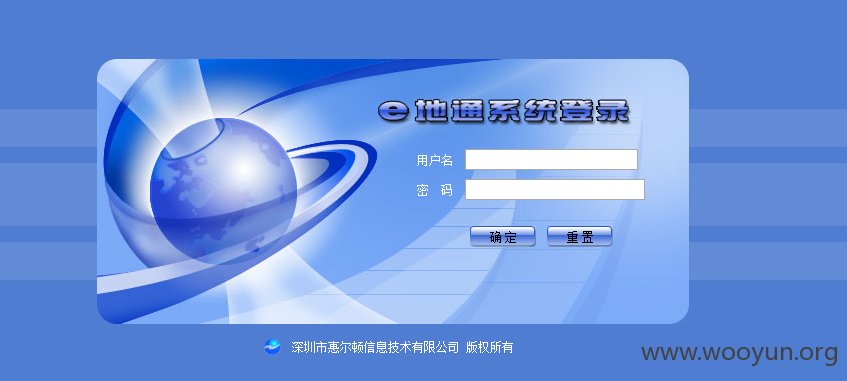 e地通系统登录
用户名
密 码
确定 重置
深圳市惠尔顿信息技术有限公司 版权所有
www.wooyun.org